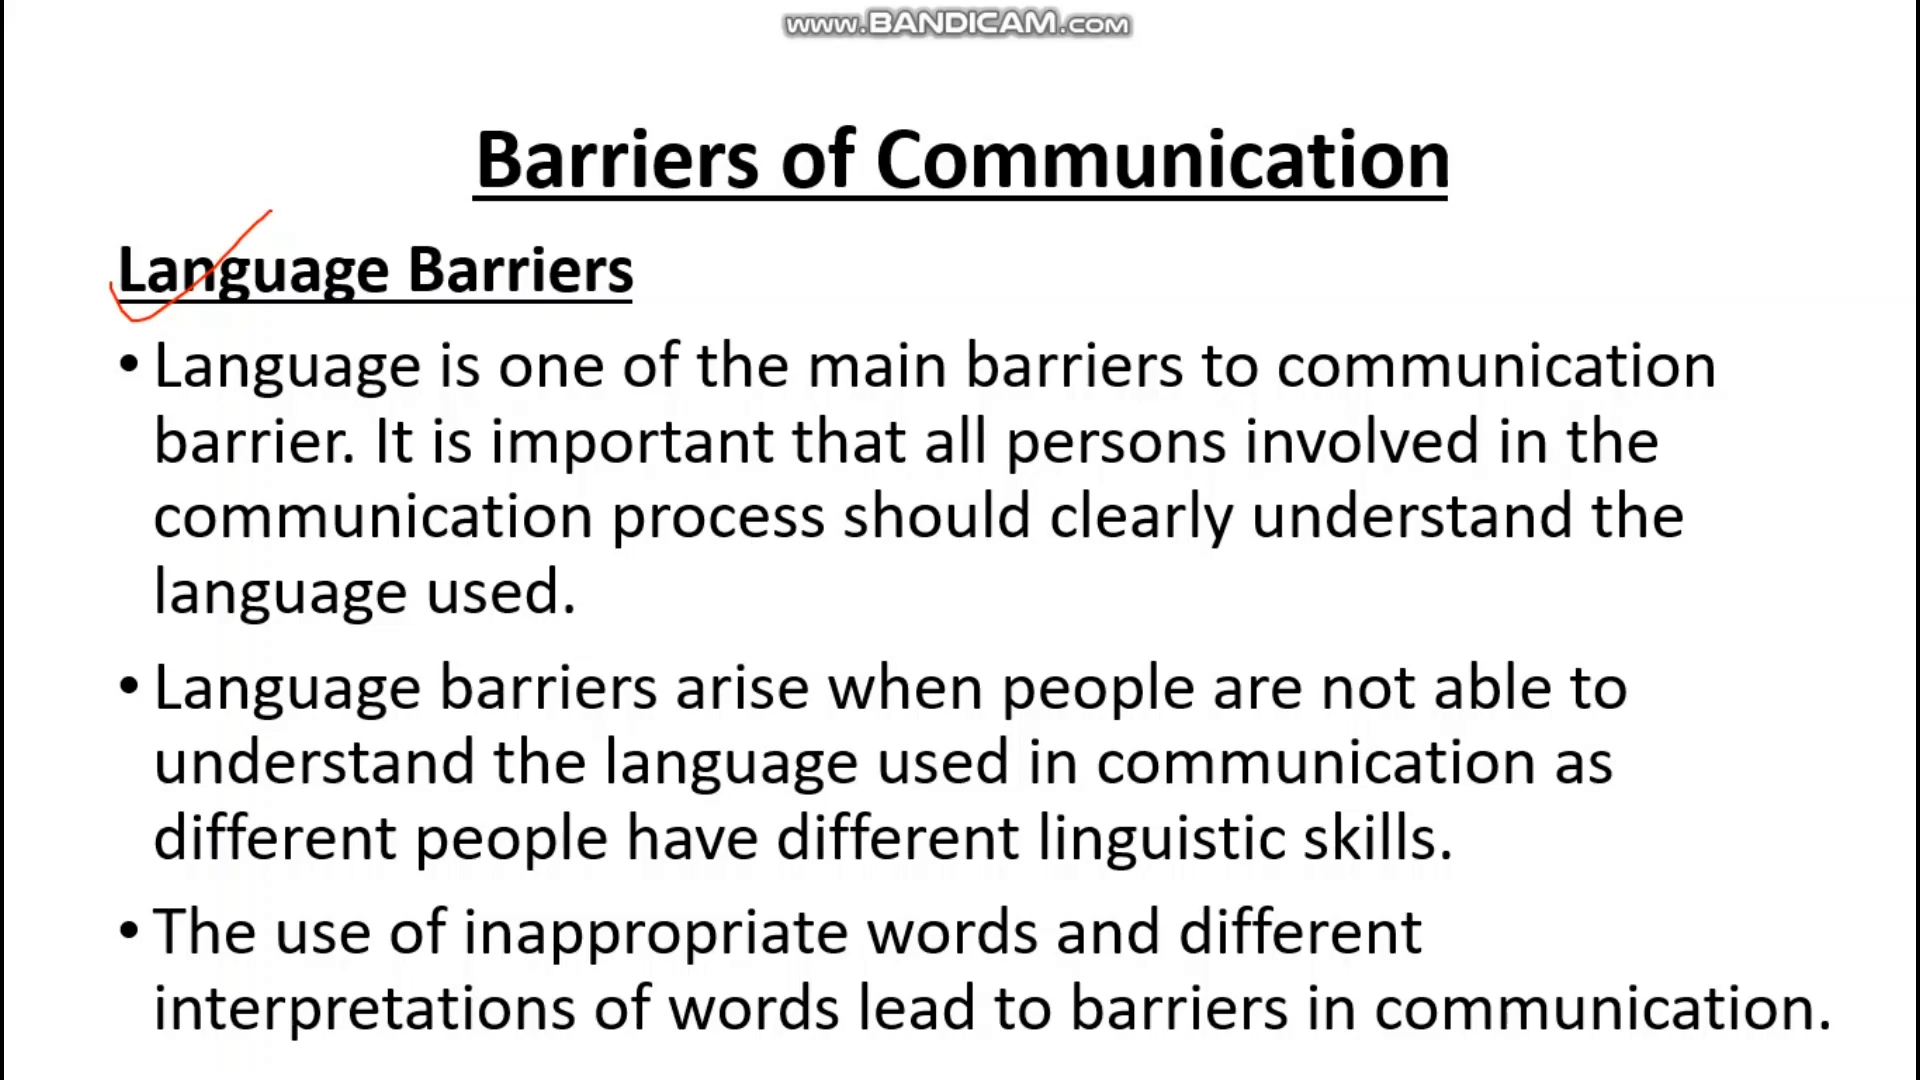 www.BANDICAM.com
Barriers of Communication
Language Barriers
• Language is one of the main barriers to communication
barrier. It is important that all persons involved in the
communication process should clearly understand the
language used.
• Language barriers arise when people are not able to
understand the language used in communication as
different people have different linguistic skills.
• The use of inappropriate words and different
interpretations of words lead to barriers in communication.